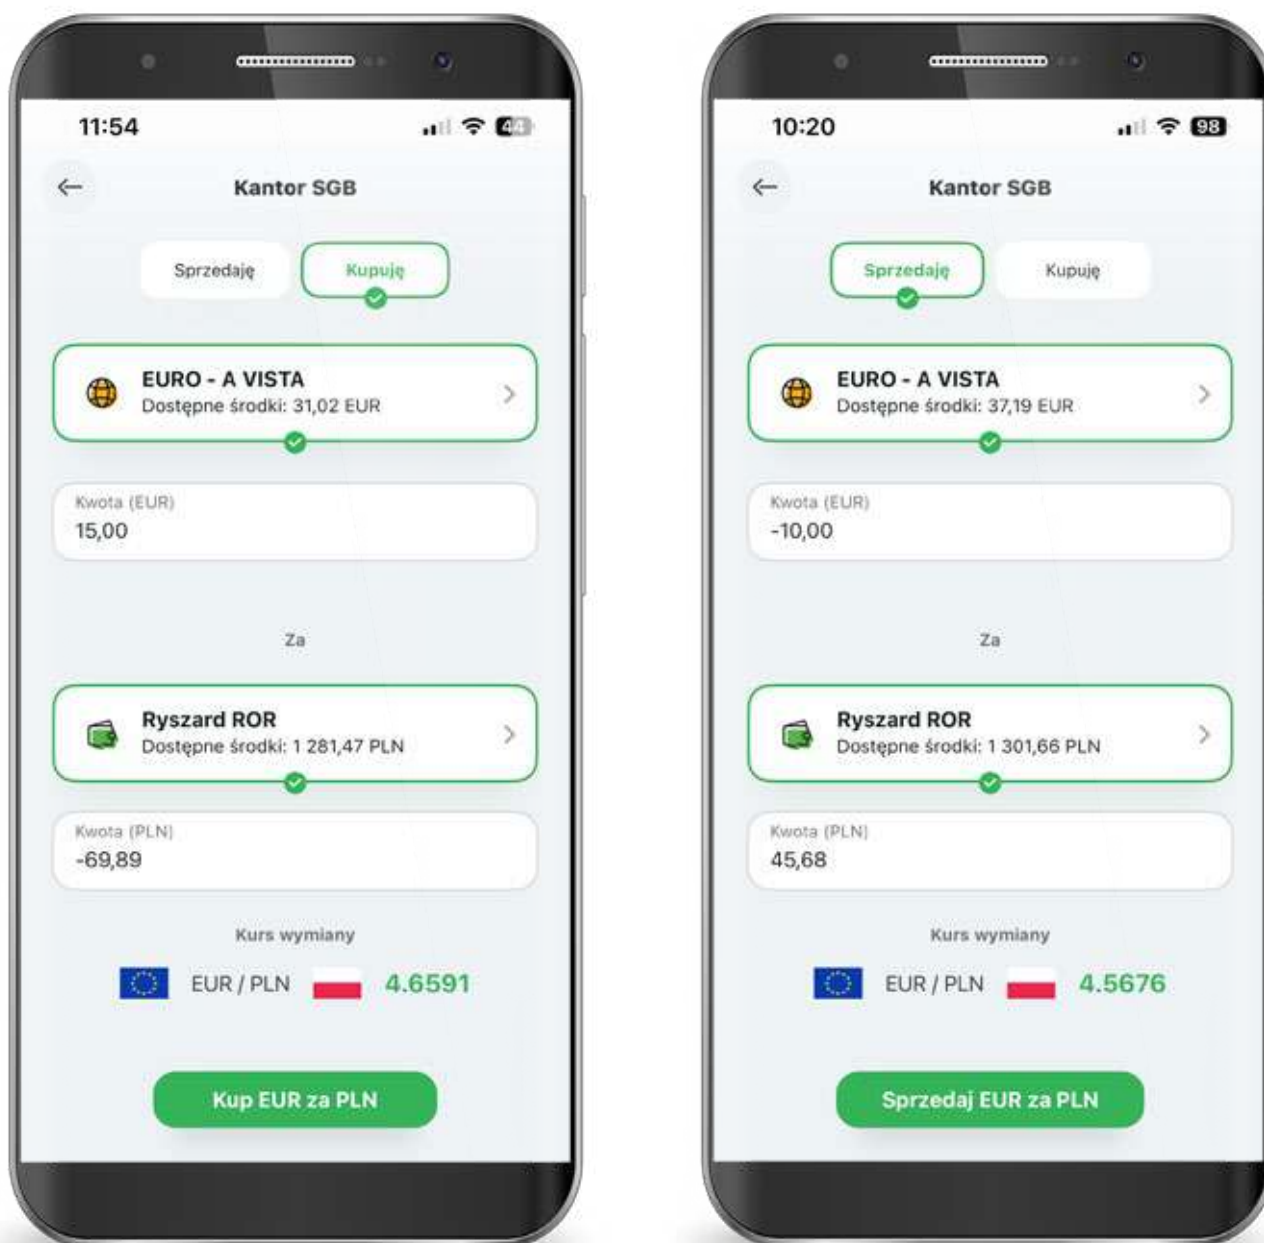 11:54
44
Kantor SGB
Sprzedaję
Kupuję
EURO - A VISTA
Dostępne środki: 31,02 EUR
Kwota (EUR)
15,00
Za
Ryszard ROR
Dostępne środki: 1 281,47 PLN
Kwota (PLN)
-69,89
Kurs wymiany
EUR / PLN 4.6591
Kup EUR za PLN
10:20
98
Kantor SGB
Sprzedaję
Kupuję
EURO - A VISTA
Dostępne środki: 37,19 EUR
Kwota (EUR)
-10,00
Za
Ryszard ROR
Dostępne środki: 1 301,66 PLN
Kwota (PLN)
45,68
Kurs wymiany
EUR / PLN 4.5676
Sprzedaj EUR za PLN